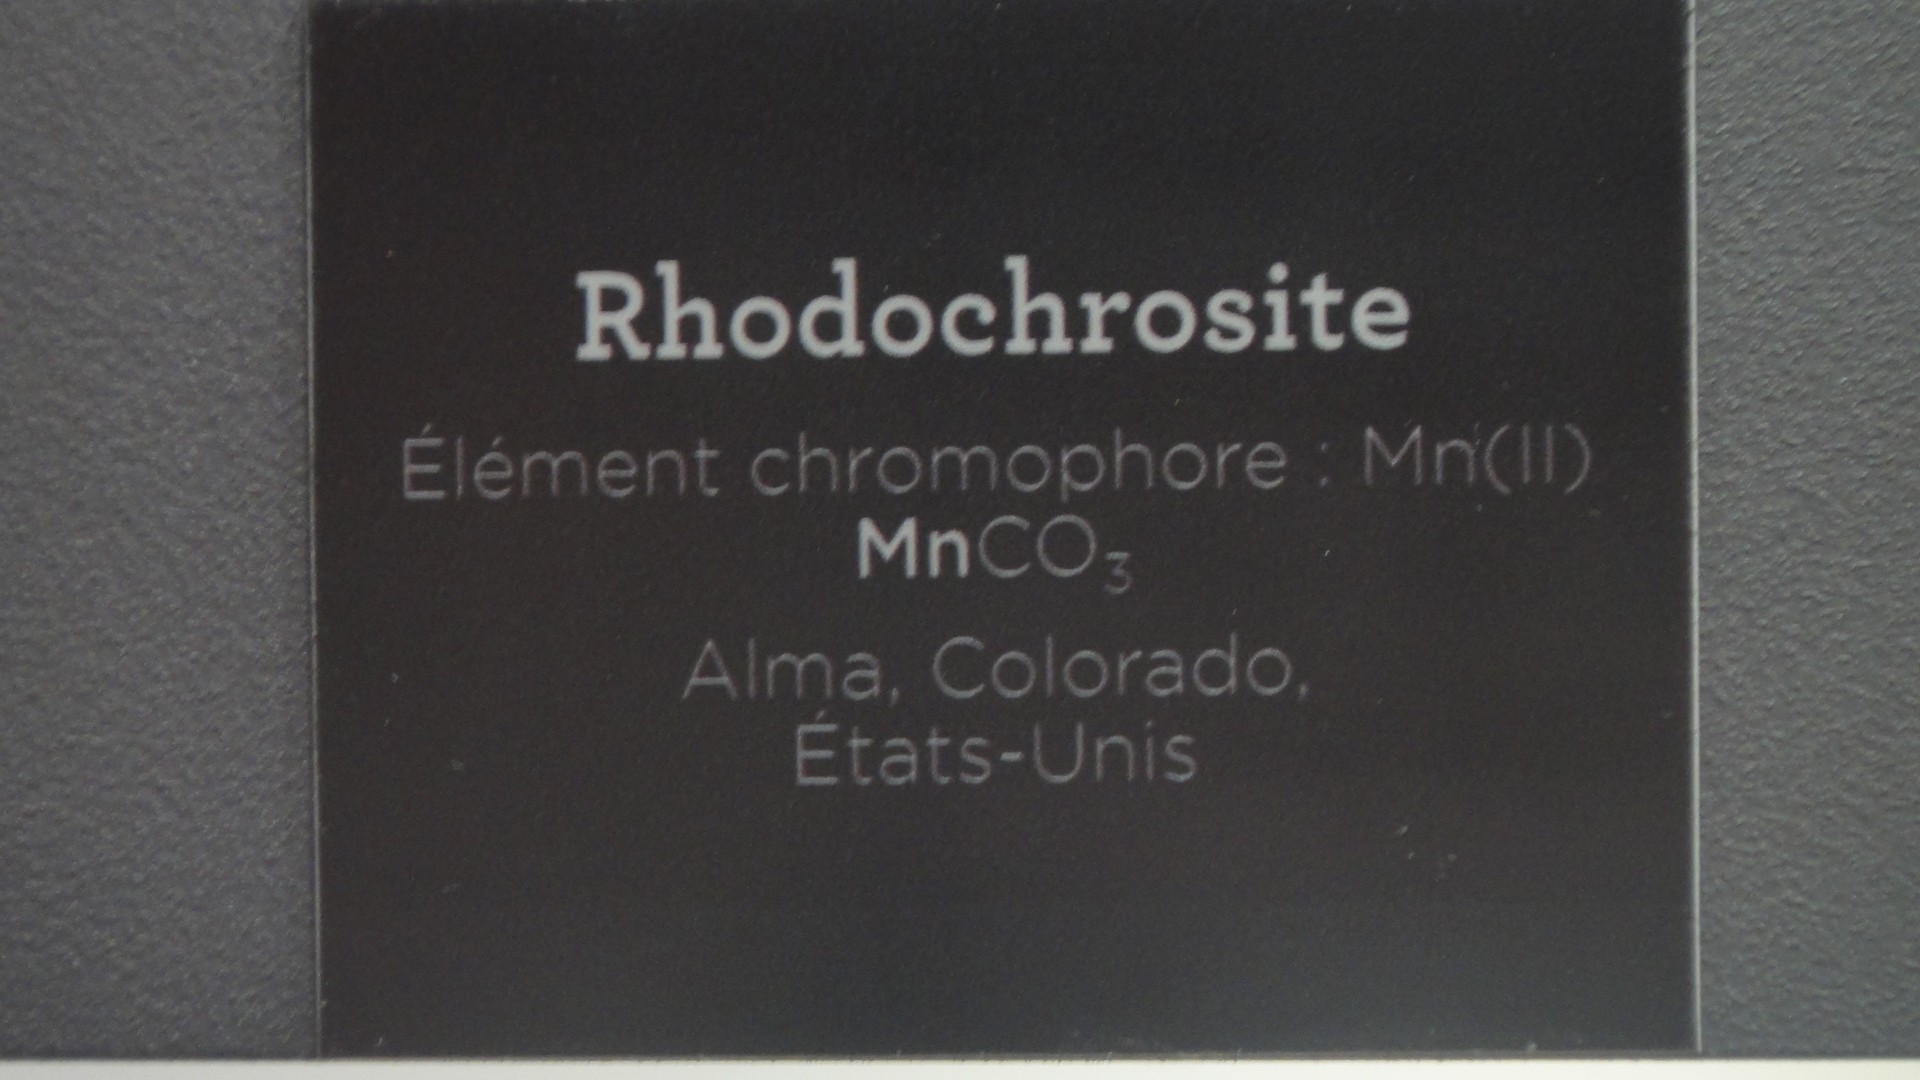 Rhodochrosite
Élément chromophore : Mn(II)
MnCO₃
Alma, Colorado,
États-Unis